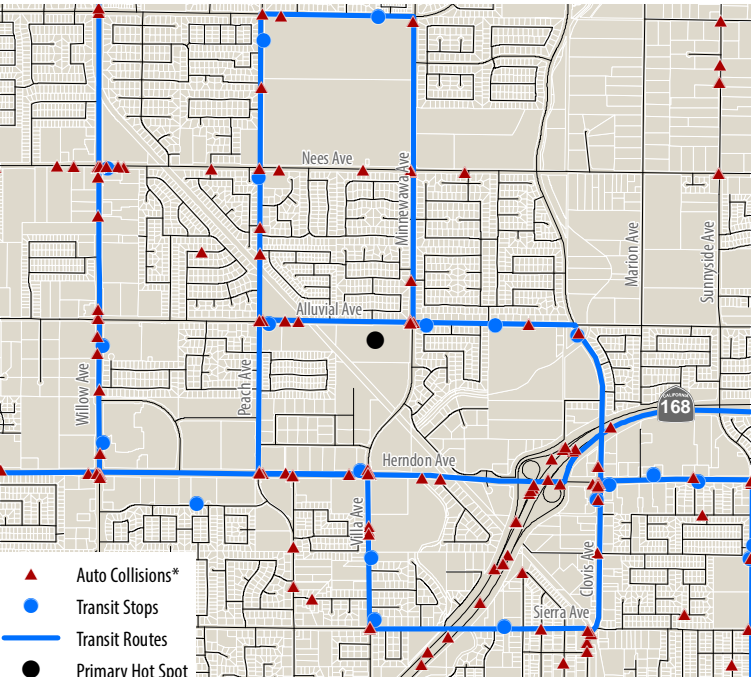 Nees Ave
Minnewawa Ave
Marion Ave
Sunnyside Ave
Alluvial Ave
Willow Ave
Peach Ave
CALIFORNIA
168
Herndon Ave
Villa Ave
Clovis Ave
Sierra Ave
Auto Collisions*
Transit Stops
Transit Routes
Primary Hot Spot